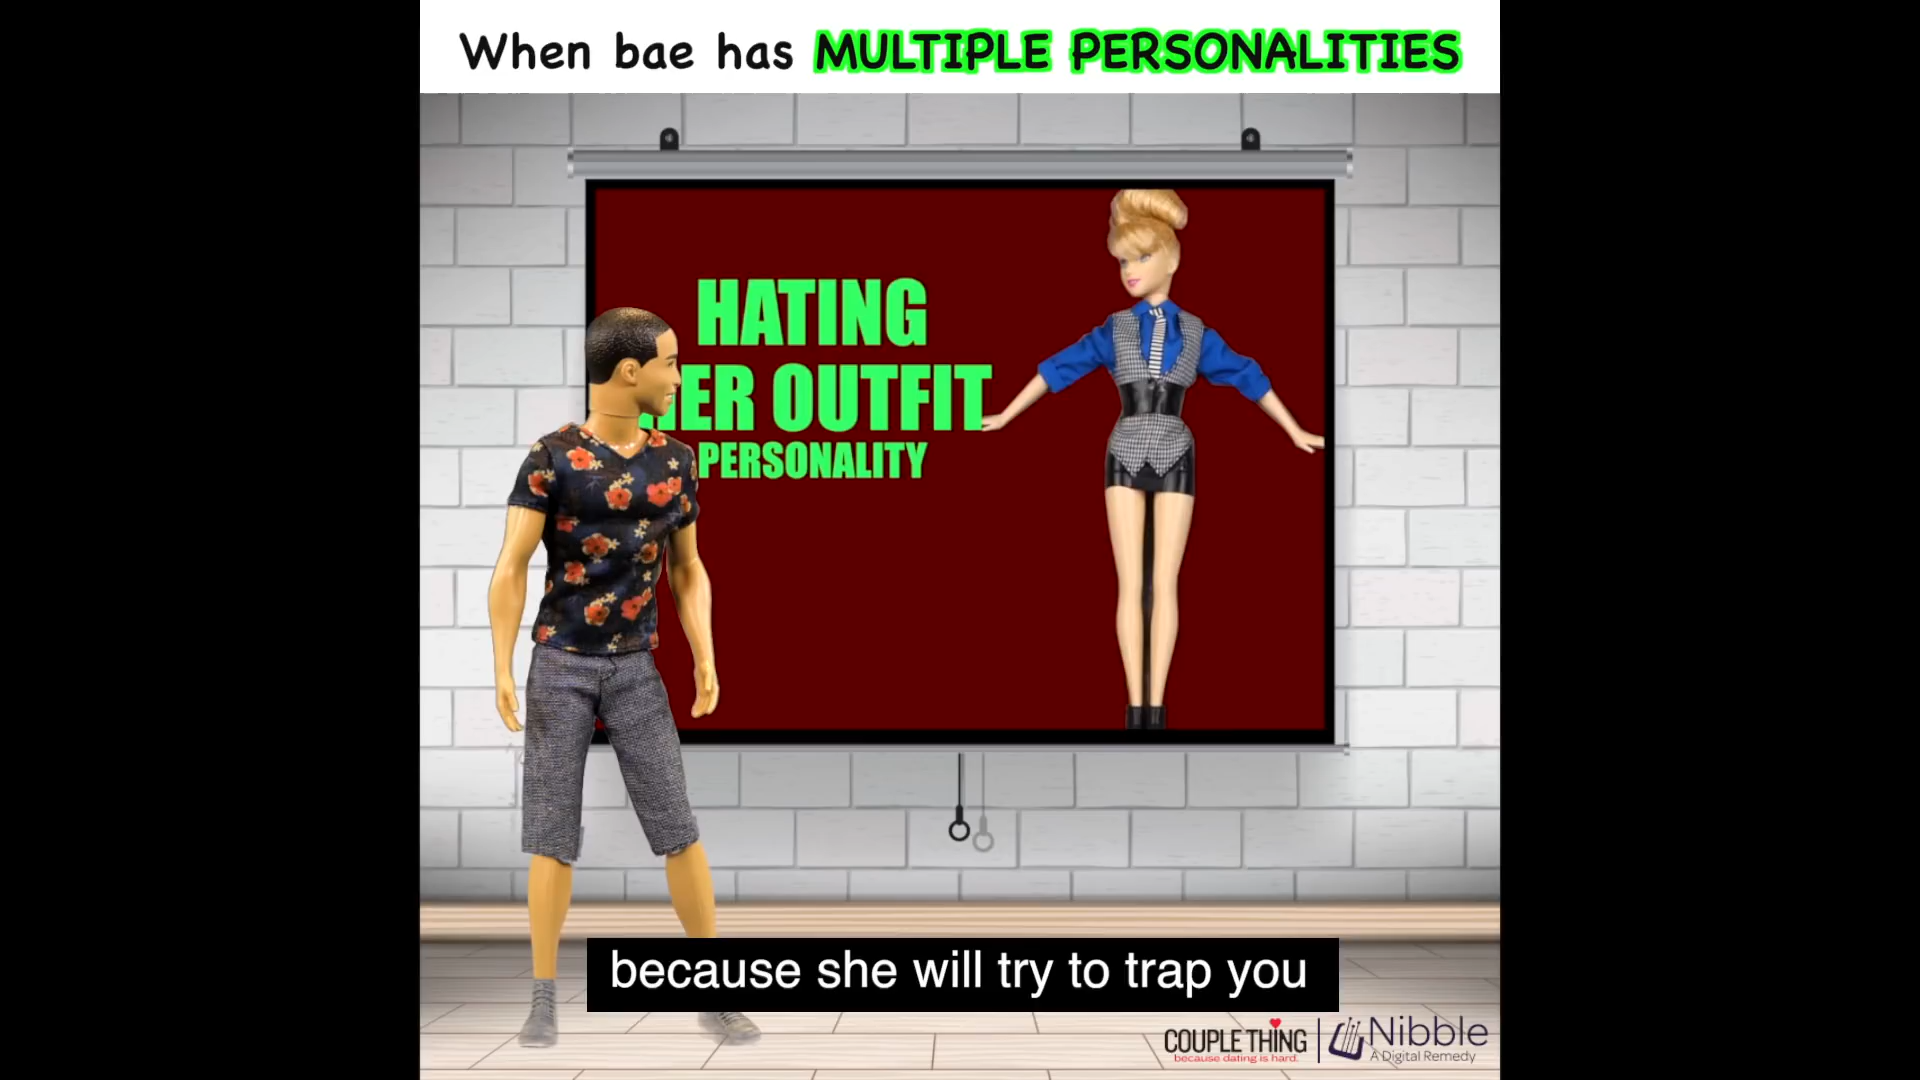 When bae has MULTIPLE PERSONALITIES
HATING
HER OUTFIT
PERSONALITY
because she will try to trap you
COUPLE THING
because dating is hard.
Nibble
A Digital Remedy